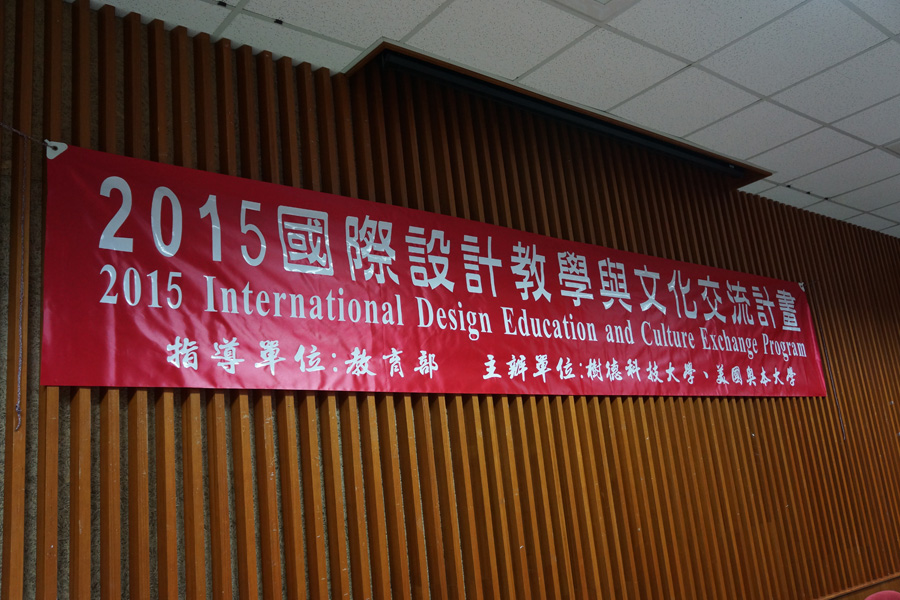 2015國際設計教學與文化交流計畫
2015 International Design Education and Culture Exchange Program
指導單位:教育部 主辦單位:樹德科技大學、美國奧本大學